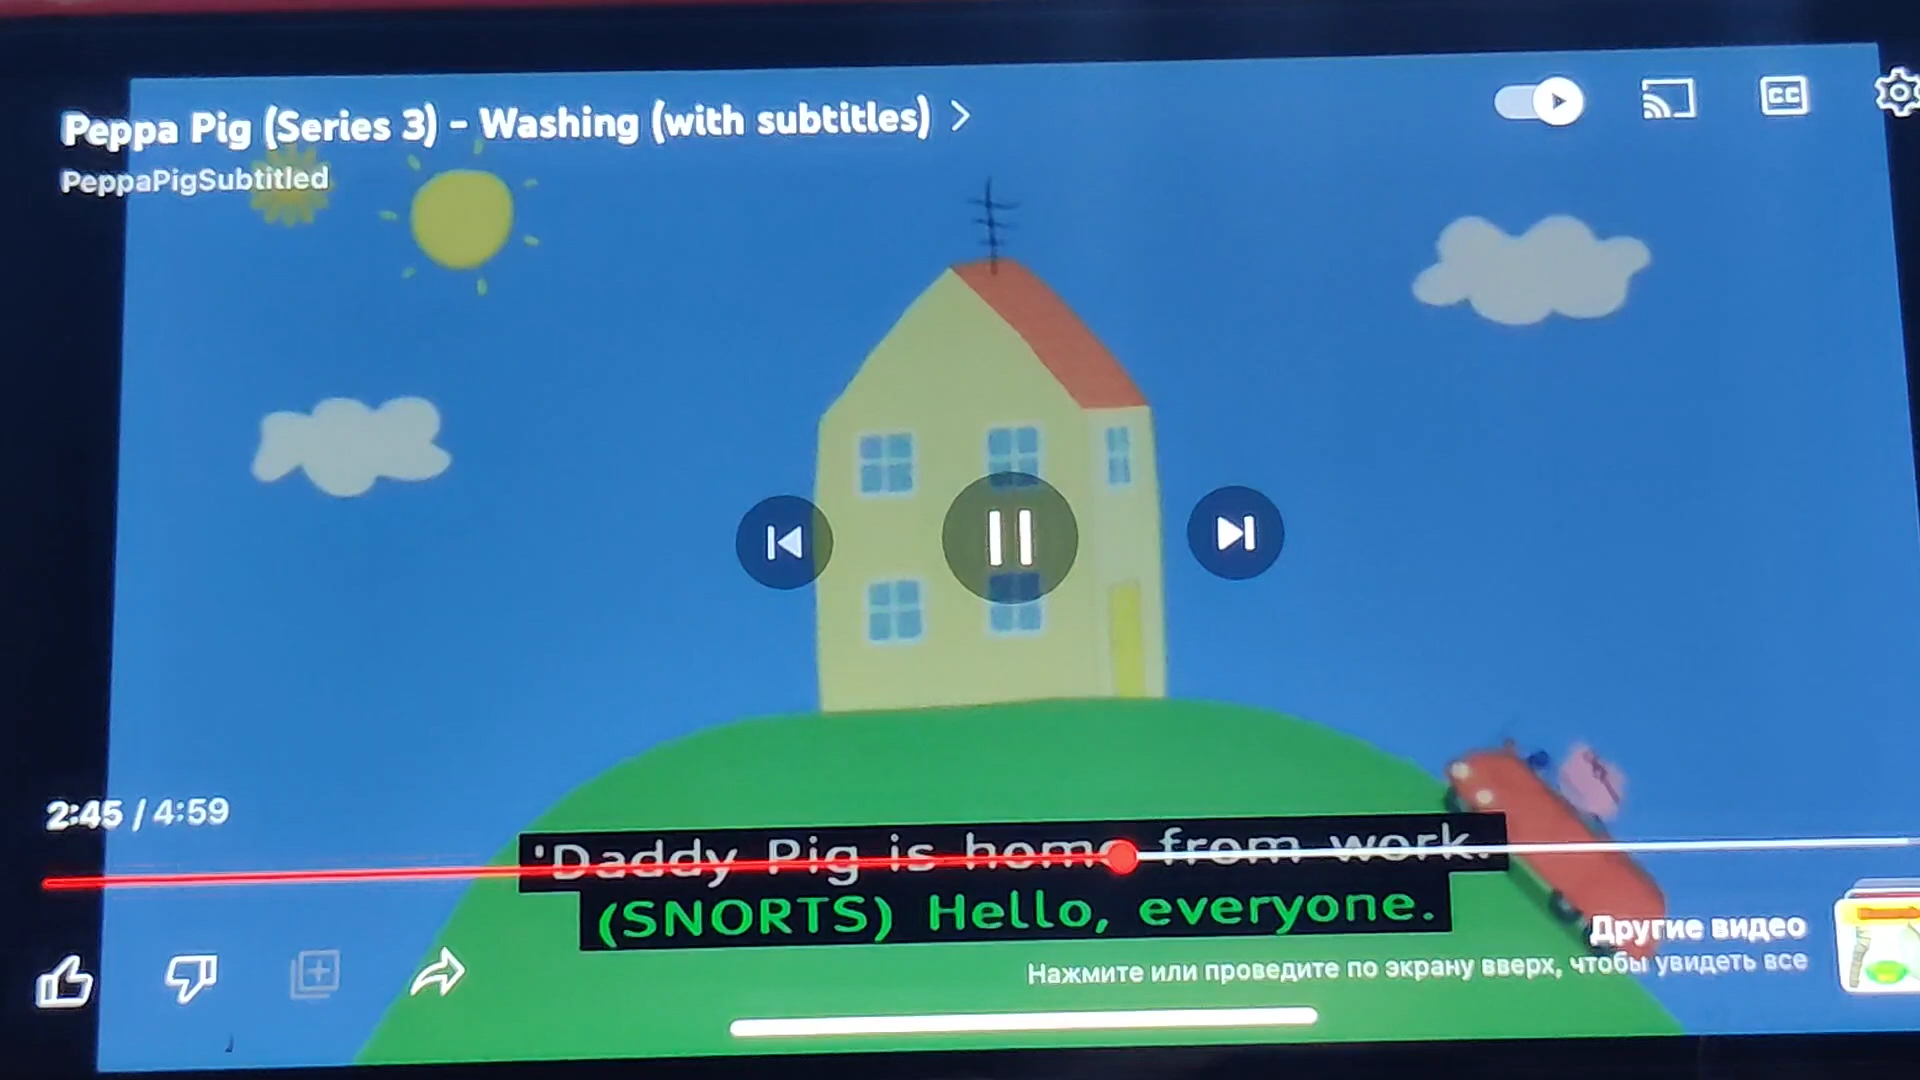 Peppa Pig (Series 3) - Washing (with subtitles)
PeppaPigSubtitled
CC
2:45 / 4:59
'Daddy Pig is home from work.
(SNORTS) Hello, everyone.
Другие видео
Нажмите или проведите по экрану вверх, чтобы увидеть все